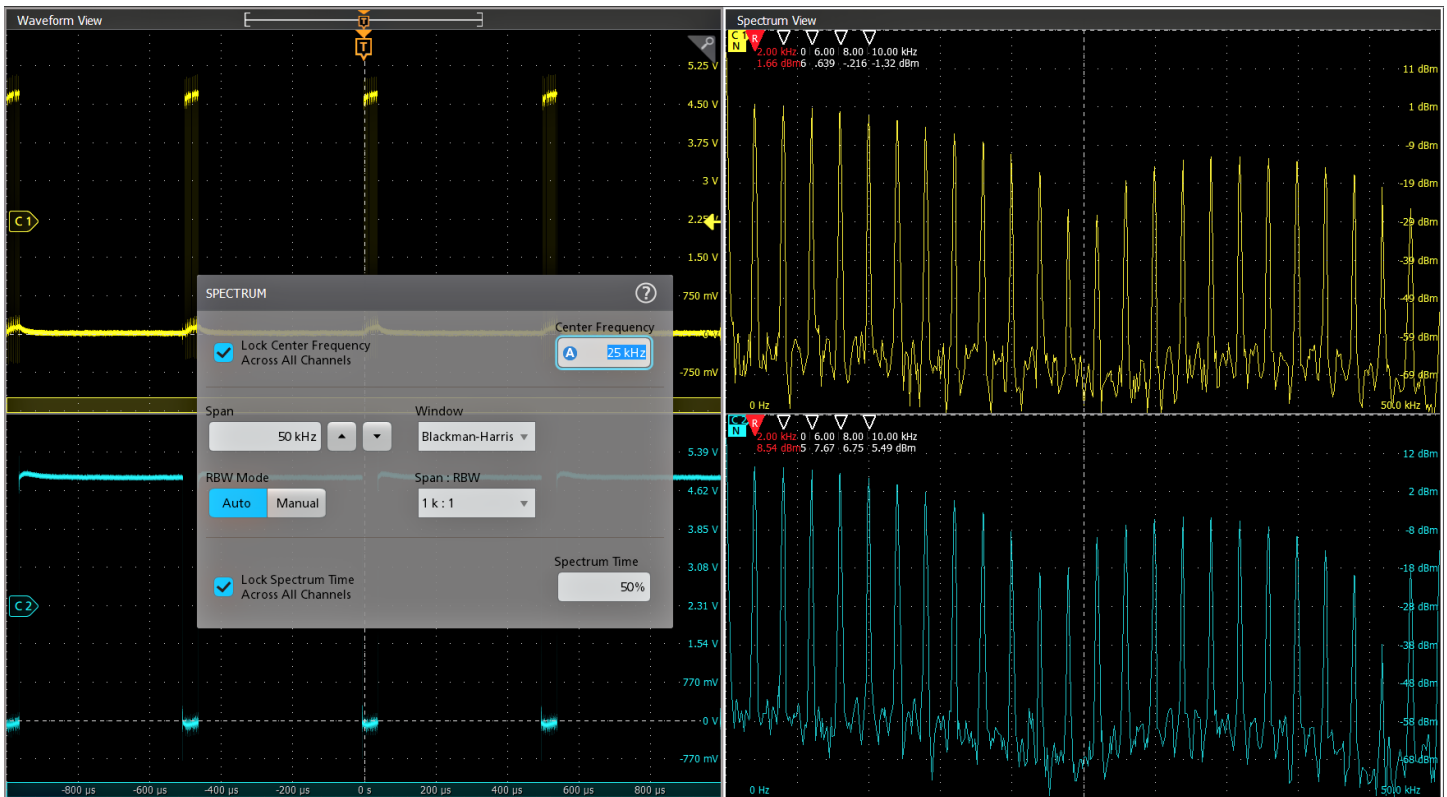 Waveform View
T
T
5.25 V
4.50 V
3.75 V
3 V
C 1
2.25 V
1.50 V
750 mV
0 V
-750 mV
SPECTRUM
?
Lock Center Frequency
Across All Channels
Center Frequency
A 25 kHz
Span Window
50 kHz Blackman-Harris
RBW Mode Span : RBW
Auto Manual 1 k : 1
Lock Spectrum Time
Across All Channels
Spectrum Time
50%
5.39 V
4.62 V
3.85 V
3.08 V
C 2
2.31 V
1.54 V
770 mV
0 V
-770 mV
-800 µs -600 µs -400 µs -200 µs 0 s 200 µs 400 µs 600 µs 800 µs
Spectrum View
C 1
N
R
2.00 kHz 0 6.00 8.00 10.00 kHz
1.66 dBm 6 .639 -.216 -1.32 dBm
11 dBm
1 dBm
-9 dBm
-19 dBm
-29 dBm
-39 dBm
-49 dBm
-59 dBm
-69 dBm
0 Hz 50.0 kHz
C 2
N
R
2.00 kHz 0 6.00 8.00 10.00 kHz
8.54 dBm 5 7.67 6.75 5.49 dBm
12 dBm
2 dBm
-8 dBm
-18 dBm
-28 dBm
-38 dBm
-48 dBm
-58 dBm
-68 dBm
0 Hz 50.0 kHz